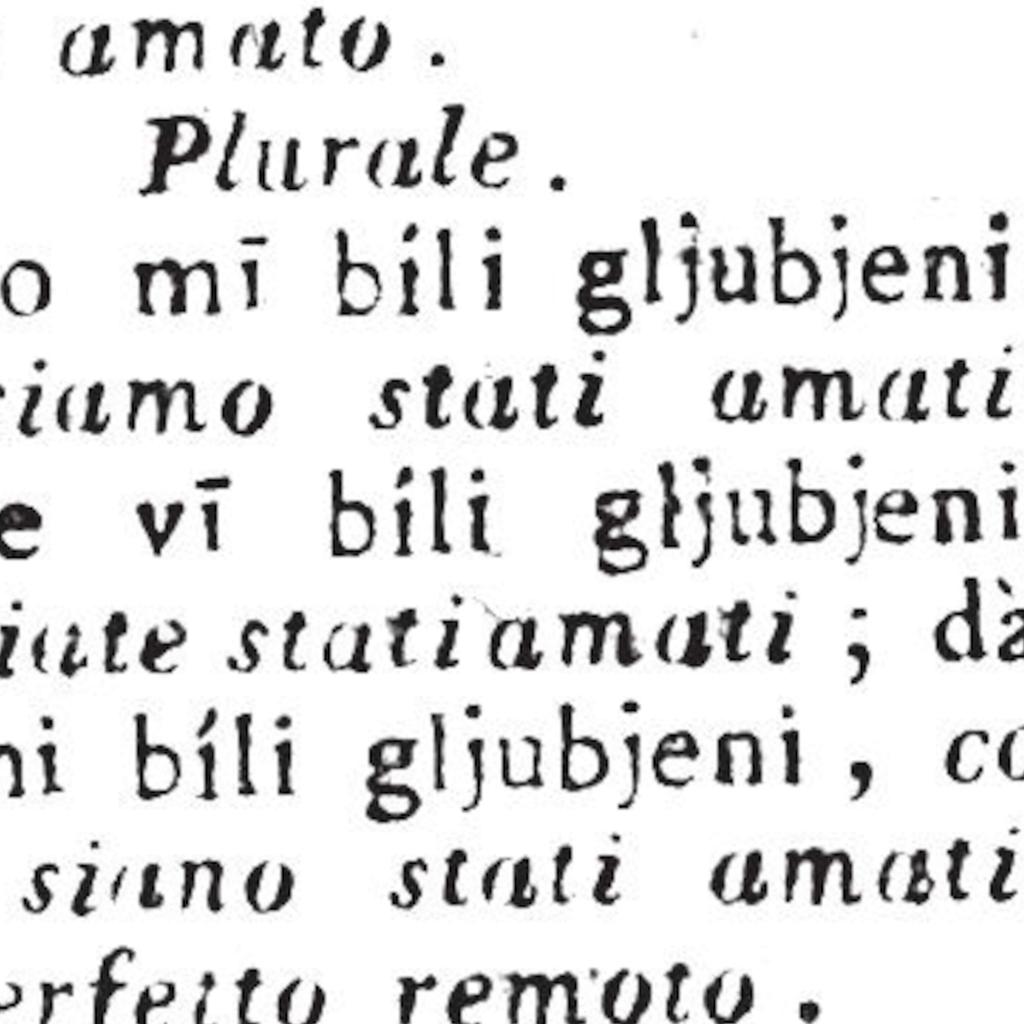 amato.
Plurale.
o mī bíli gljubjeni
siamo stati amati
e vī bíli gljubjeni
iate stati amati; dà
ni bíli gljubjeni, co
siano stati amati
erfetto remoto.